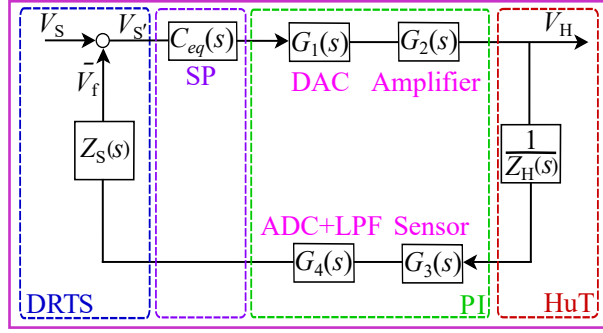 V_S
V_S'
C_eq(s)
G_1(s)
G_2(s)
V_H
SP
DAC
Amplifier
-
V_f
Z_S(s)
1
Z_H(s)
ADC+LPF
Sensor
G_4(s)
G_3(s)
DRTS
PI
HuT